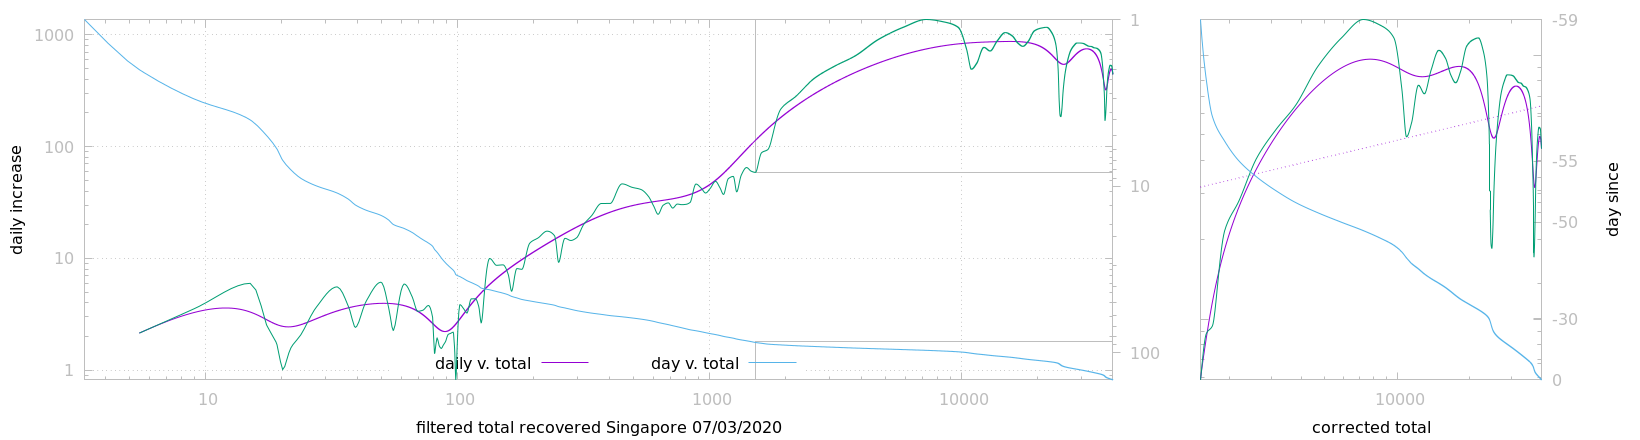 daily increase
1000
100
10
1
10
100
1000
10000
1
10
100
daily v. total
day v. total
filtered total recovered Singapore 07/03/2020
10000
-59
-55
-50
-30
0
day since
corrected total